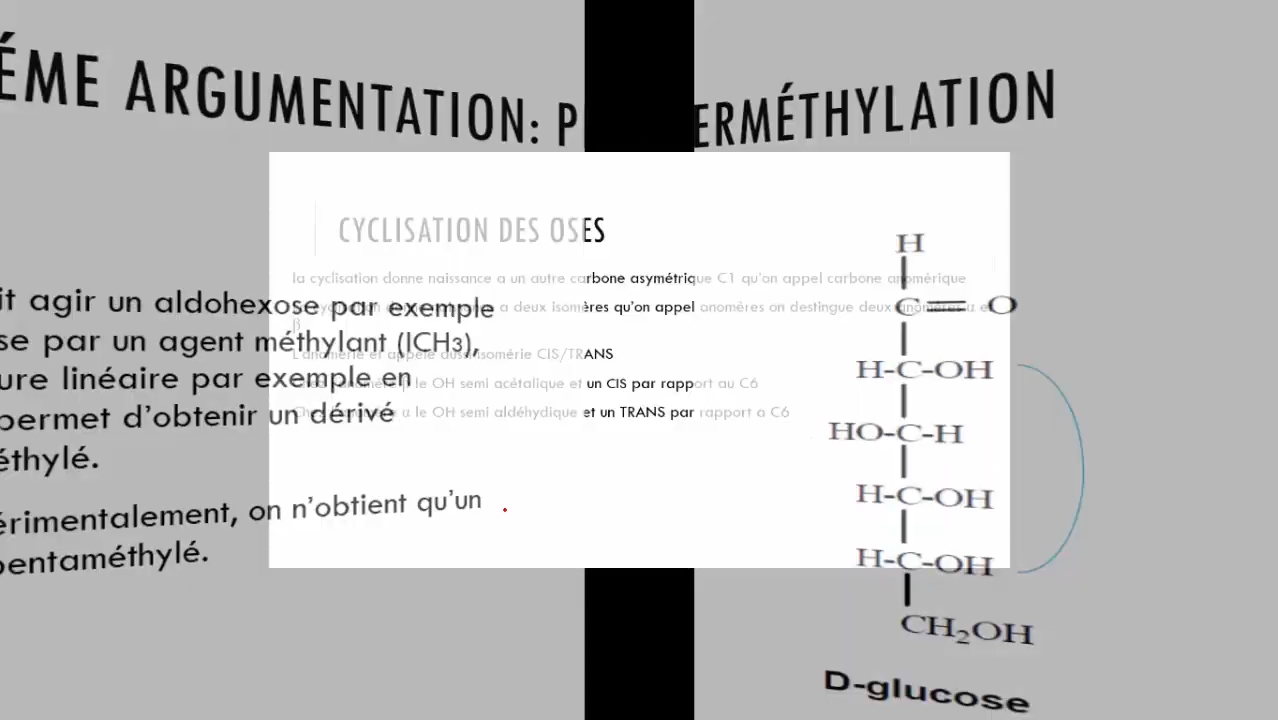 ÉME ARGUMENTATION: P ERMÉTHYLATION
CYCLISATION DES OSES
la cyclisation donne naissance a un autre carbone asymétrique C1 qu'on appel carbone anomérique
a deux isomères qu'on appel anomères on destingue deux anomères α e
β
L'anomérie et appelé aussi isomérie CIS/TRANS
β le OH semi acétalique et un CIS par rapport au C6
α le OH semi aldéhydique et un TRANS par rapport a C6
it agir un aldohexose par exemple
se par un agent méthylant (ICH3),
ure linéaire par exemple en
permet d'obtenir un dérivé
éthylé.
érimentalement, on n'obtient qu'un
pentaméthylé.
H
C=O
H-C-OH
HO-C-H
H-C-OH
H-C-OH
CH2OH
D-glucose